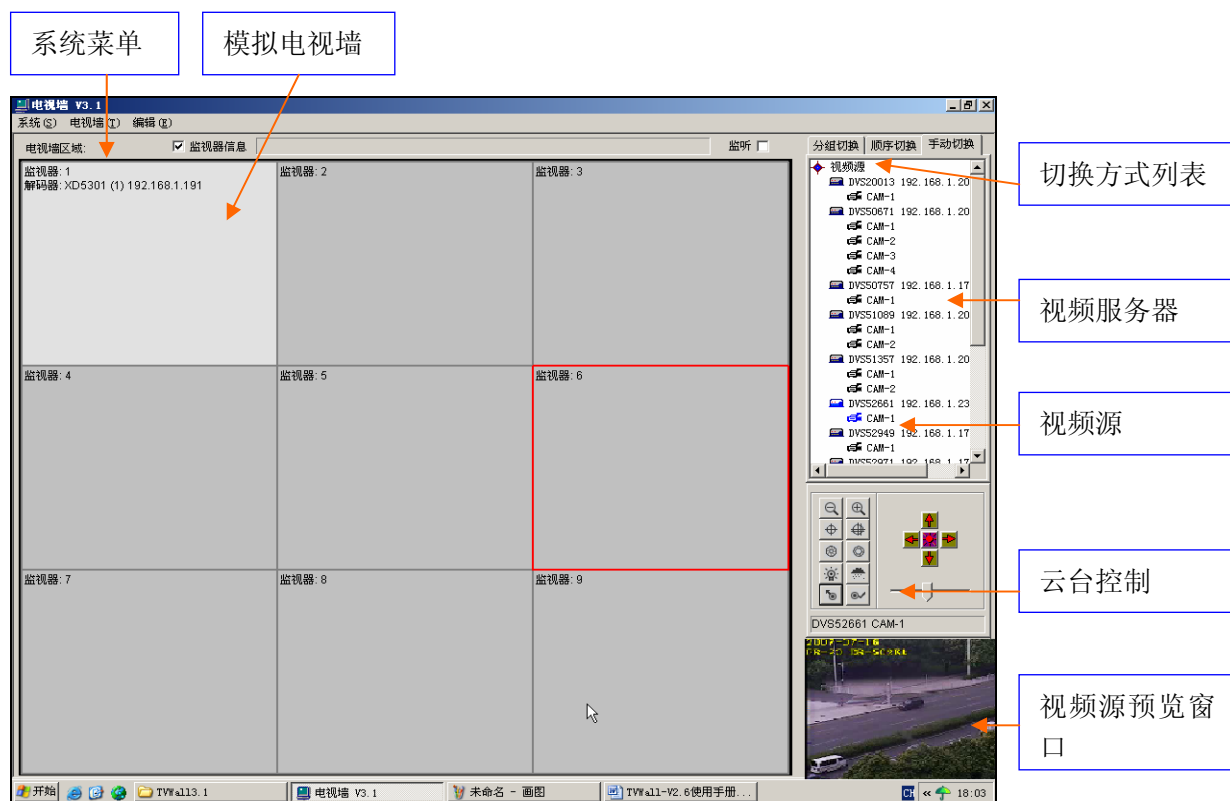 系统菜单
模拟电视墙
电视墙 V3.1
系统(S) 电视墙(T) 编辑(E)
电视墙区域:
监视器信息
监听
分组切换 顺序切换 手动切换
监视器: 1
解码器: XD5301 (1) 192.168.1.191
监视器: 2
监视器: 3
监视器: 4
监视器: 5
监视器: 6
监视器: 7
监视器: 8
监视器: 9
视频源
DVS20013 192.168.1.20
CAM-1
DVS50671 192.168.1.20
CAM-1
CAM-2
CAM-3
CAM-4
DVS50757 192.168.1.17
CAM-1
DVS51089 192.168.1.20
CAM-1
CAM-2
DVS51357 192.168.1.20
CAM-1
CAM-2
DVS52661 192.168.1.23
CAM-1
DVS52949 192.168.1.17
CAM-1
DVS52971 192.168.1.17
DVS52661 CAM-1
切换方式列表
视频服务器
视频源
云台控制
视频源预览窗
口
开始
TVWall3.1
电视墙 V3.1
未命名 - 画图
TVWall-V2.6使用手册...
CH
18:03